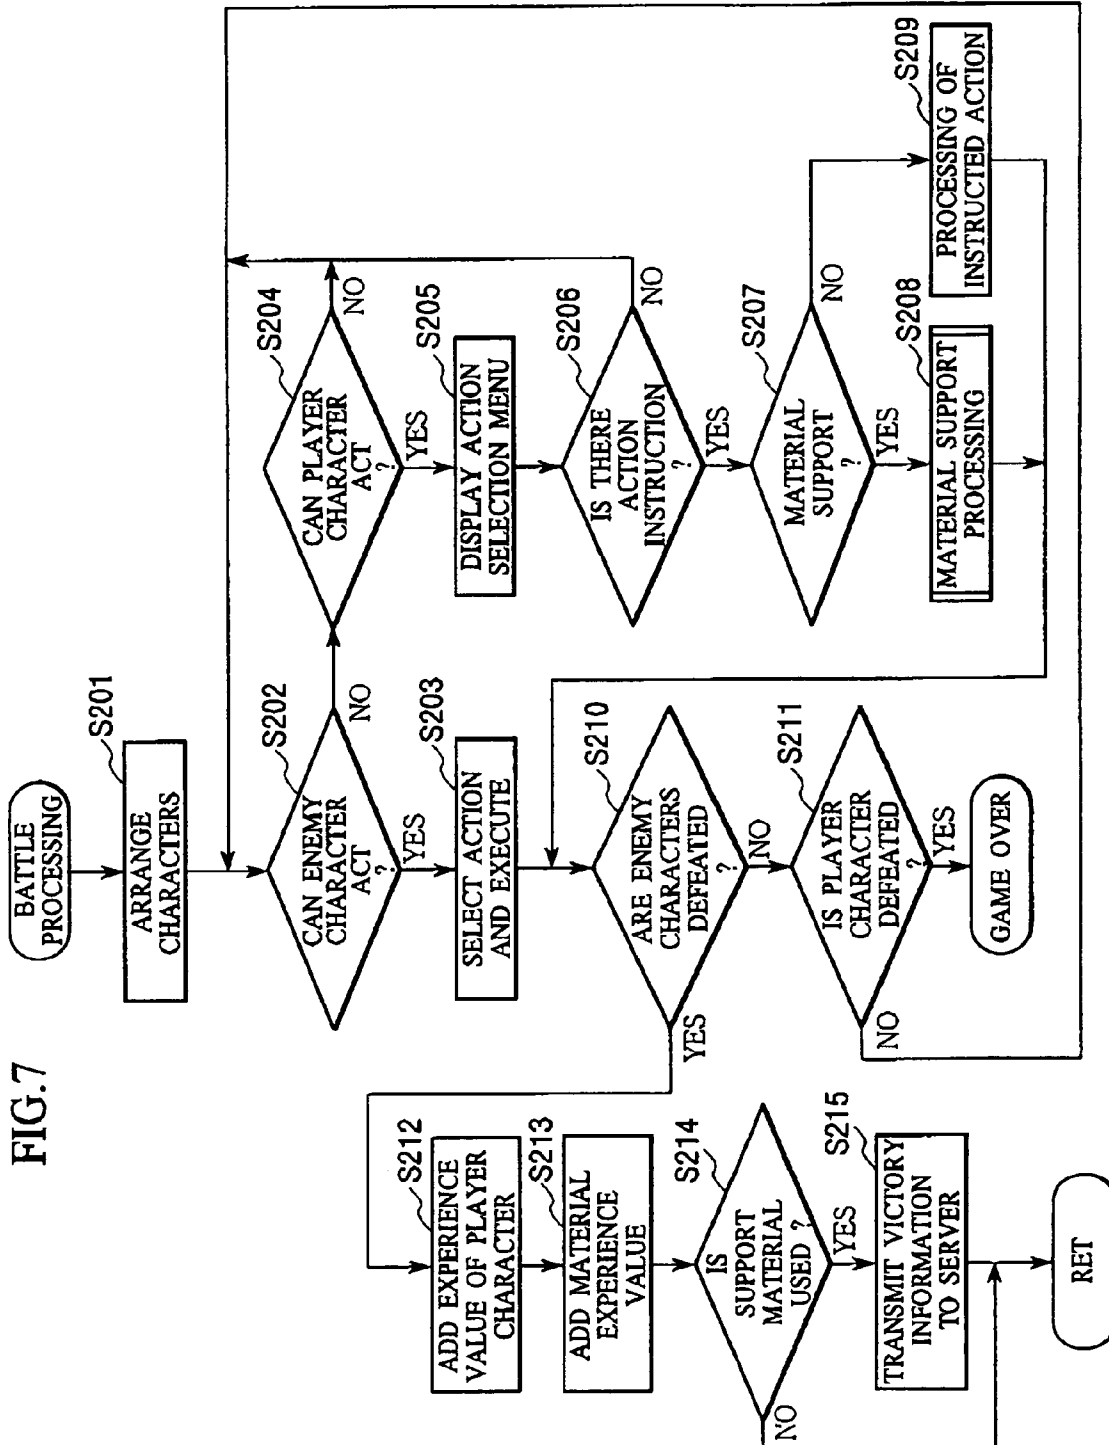 FIG.7
BATTLE
PROCESSING
S201
ARRANGE
CHARACTERS
S202
CAN ENEMY
CHARACTER
ACT
?
NO
YES
S203
SELECT ACTION
AND EXECUTE
S204
CAN PLAYER
CHARACTER
ACT
?
NO
YES
S205
DISPLAY ACTION
SELECTION MENU
S206
IS THERE
ACTION
INSTRUCTION
?
NO
YES
S207
MATERIAL
SUPPORT
?
NO
YES
S208
MATERIAL SUPPORT
PROCESSING
S209
PROCESSING OF
INSTRUCTED ACTION
S210
ARE ENEMY
CHARACTERS
DEFEATED
?
YES
NO
S211
IS PLAYER
CHARACTER
DEFEATED
?
NO
YES
GAME OVER
S212
ADD EXPERIENCE
VALUE OF PLAYER
CHARACTER
S213
ADD MATERIAL
EXPERIENCE
VALUE
S214
IS
SUPPORT
MATERIAL
USED ?
NO
YES
S215
TRANSMIT VICTORY
INFORMATION
TO SERVER
RET